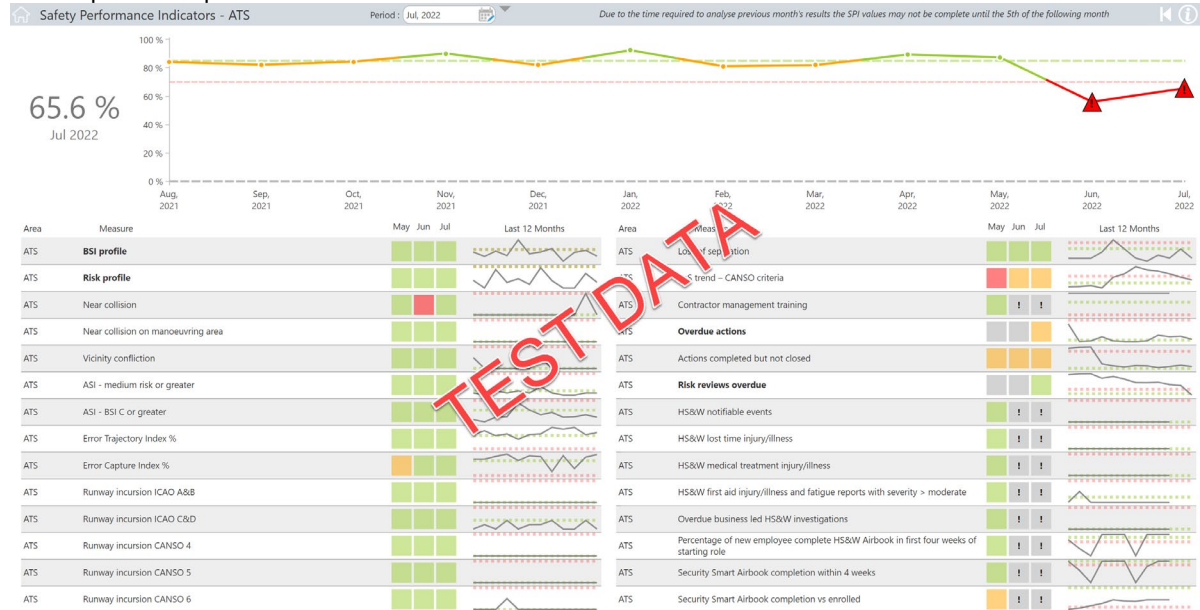 Safety Performance Indicators - ATS
Period : Jul, 2022
Due to the time required to analyse previous month's results the SPI values may not be complete until the 5th of the following month
100 %
80 %
60 %
40 %
20 %
0 %
65.6 %
Jul 2022
Aug, 2021
Sep, 2021
Oct, 2021
Nov, 2021
Dec, 2021
Jan, 2022
Feb, 2022
Mar, 2022
Apr, 2022
May, 2022
Jun, 2022
Jul, 2022
Area Measure May Jun Jul Last 12 Months
ATS BSI profile
ATS Risk profile
ATS Near collision
ATS Near collision on manoeuvring area
ATS Vicinity confliction
ATS ASI - medium risk or greater
ATS ASI - BSI C or greater
ATS Error Trajectory Index %
ATS Error Capture Index %
ATS Runway incursion ICAO A&B
ATS Runway incursion ICAO C&D
ATS Runway incursion CANSO 4
ATS Runway incursion CANSO 5
ATS Runway incursion CANSO 6
Area Measure May Jun Jul Last 12 Months
ATS Loss of separation
ATS trend – CANSO criteria
ATS Contractor management training ! !
ATS Overdue actions
ATS Actions completed but not closed
ATS Risk reviews overdue
ATS HS&W notifiable events ! !
ATS HS&W lost time injury/illness ! !
ATS HS&W medical treatment injury/illness ! !
ATS HS&W first aid injury/illness and fatigue reports with severity > moderate ! !
ATS Overdue business led HS&W investigations ! !
ATS Percentage of new employee complete HS&W Airbook in first four weeks of
starting role ! !
ATS Security Smart Airbook completion within 4 weeks ! !
ATS Security Smart Airbook completion vs enrolled ! !
TEST DATA